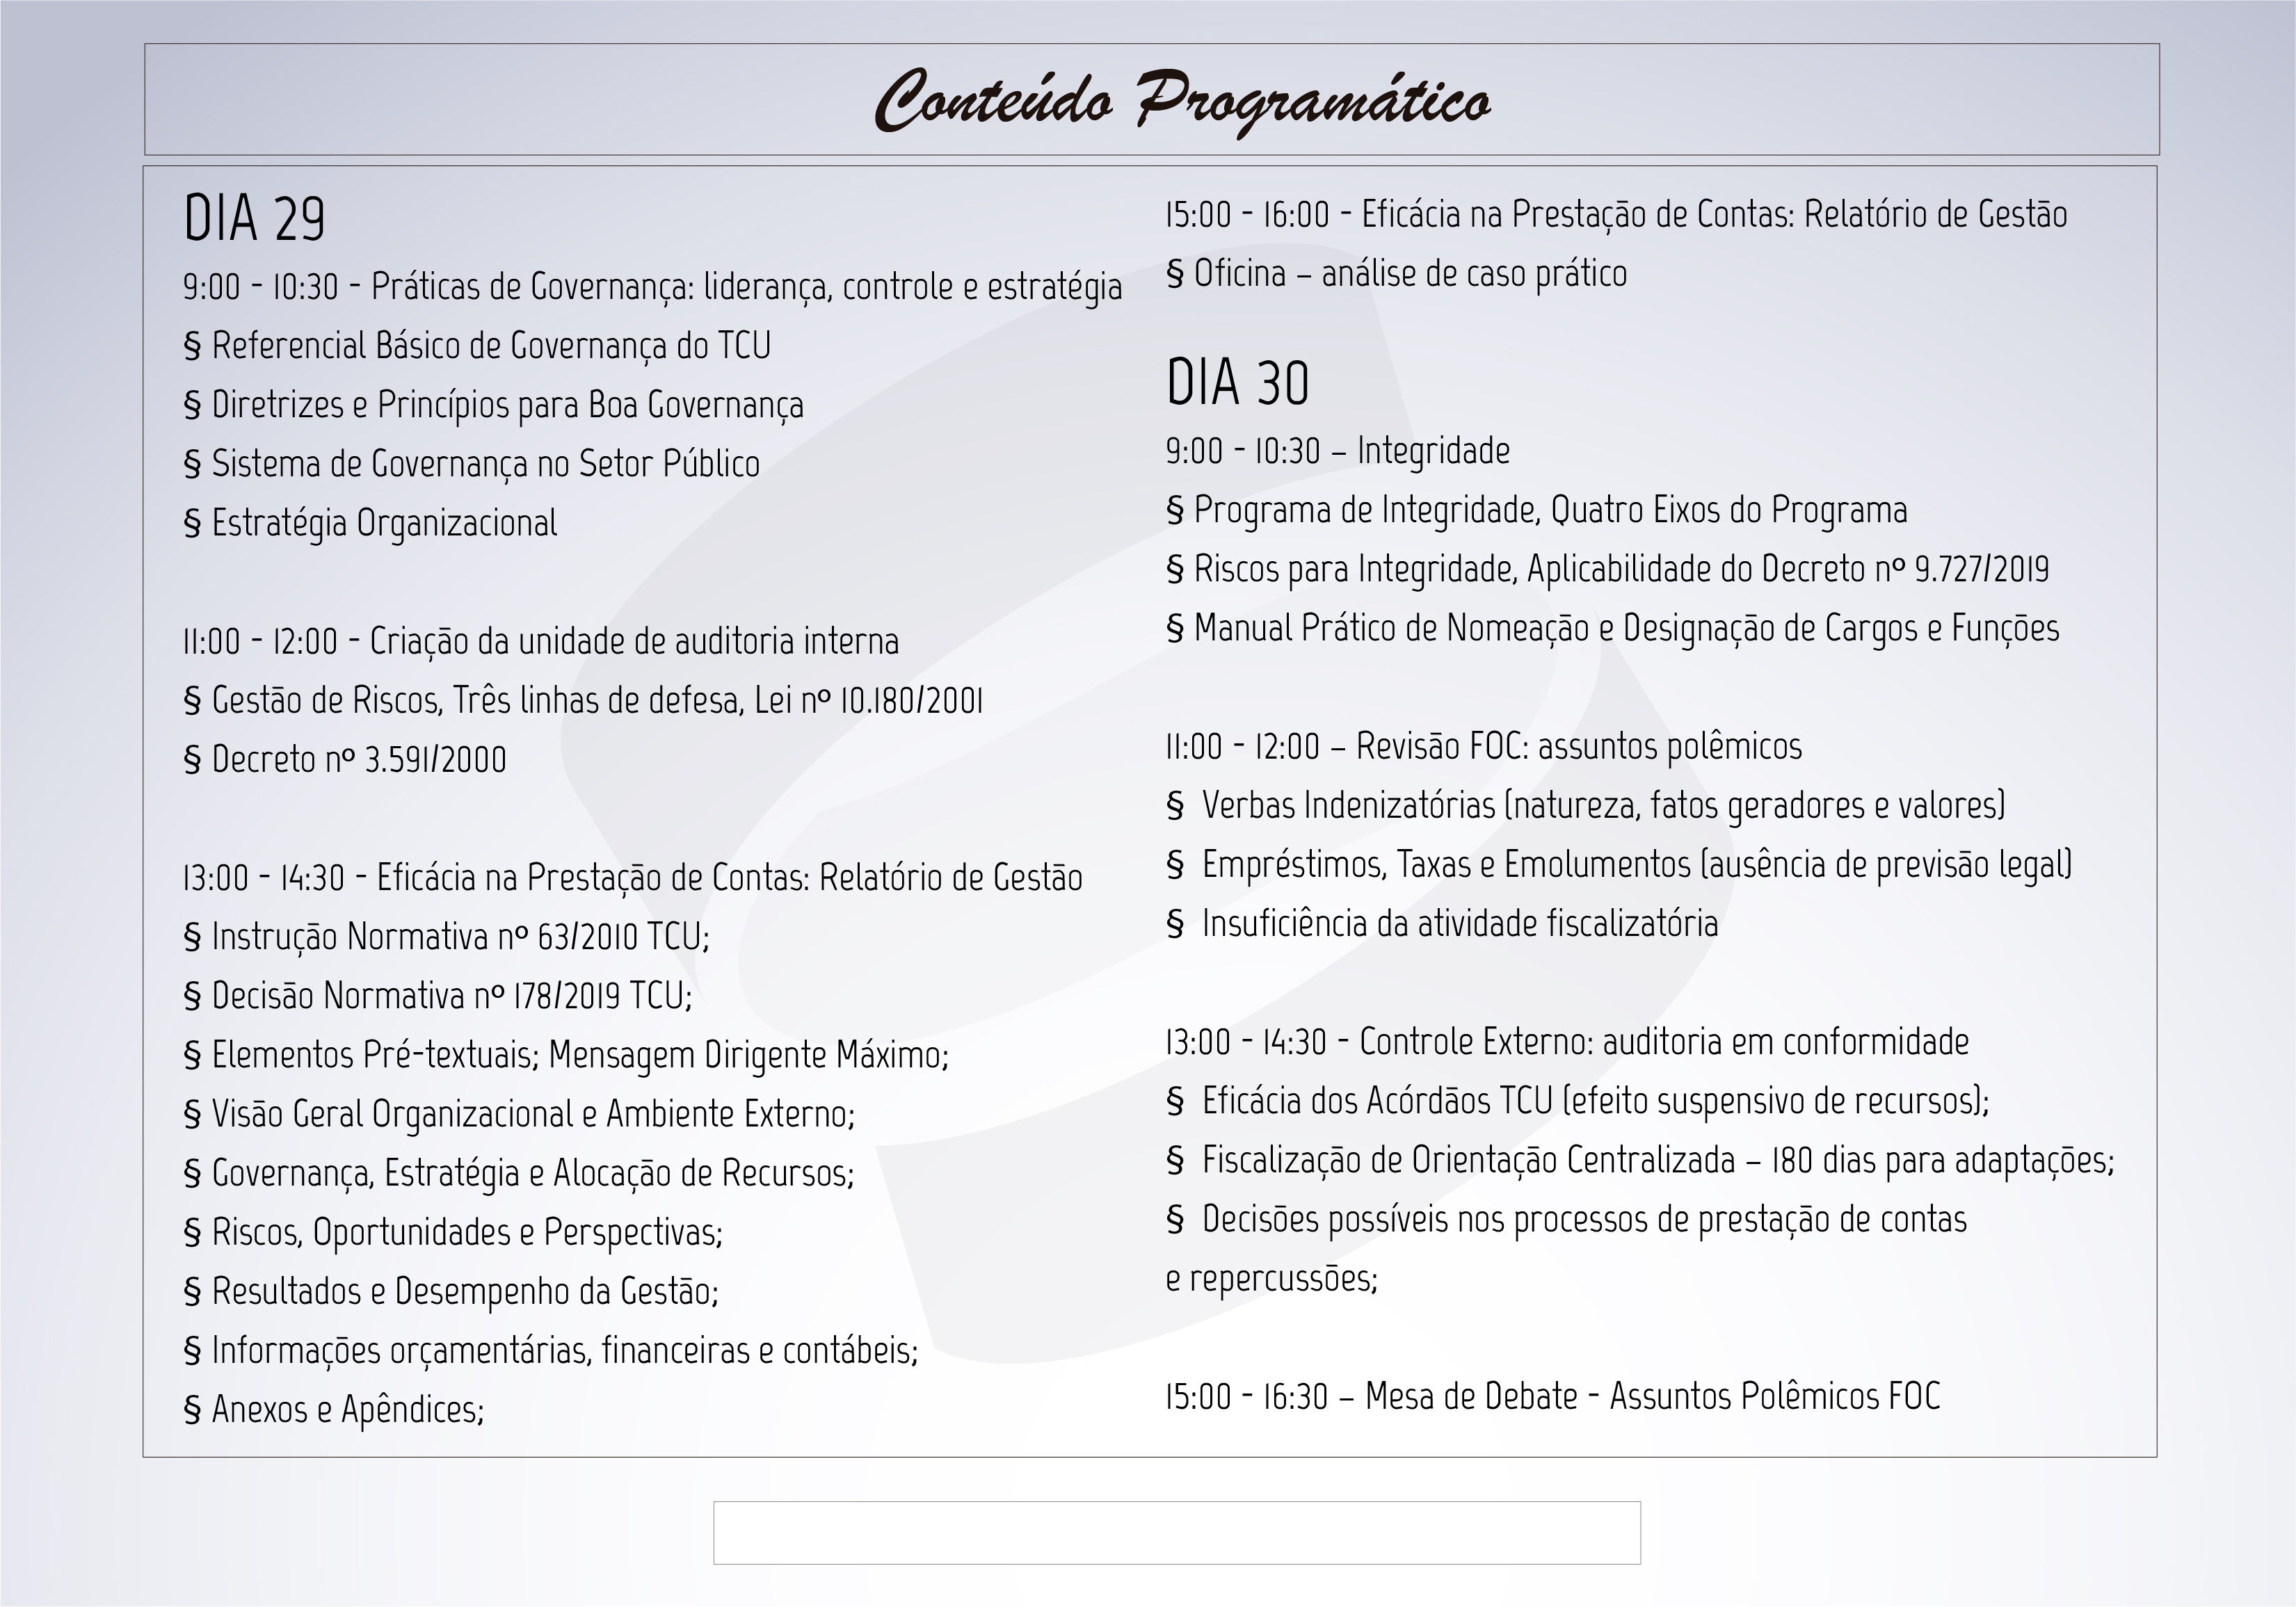 Conteúdo Programático
DIA 29
9:00 - 10:30 - Práticas de Governança: liderança, controle e estratégia
§ Referencial Básico de Governança do TCU
§ Diretrizes e Princípios para Boa Governança
§ Sistema de Governança no Setor Público
§ Estratégia Organizacional
11:00 - 12:00 - Criação da unidade de auditoria interna
§ Gestão de Riscos, Três linhas de defesa, Lei nº 10.180/2001
§ Decreto nº 3.591/2000
13:00 - 14:30 - Eficácia na Prestação de Contas: Relatório de Gestão
§ Instrução Normativa nº 63/2010 TCU;
§ Decisão Normativa nº 178/2019 TCU;
§ Elementos Pré-textuais; Mensagem Dirigente Máximo;
§ Visão Geral Organizacional e Ambiente Externo;
§ Governança, Estratégia e Alocação de Recursos;
§ Riscos, Oportunidades e Perspectivas;
§ Resultados e Desempenho da Gestão;
§ Informações orçamentárias, financeiras e contábeis;
§ Anexos e Apêndices;
15:00 - 16:00 - Eficácia na Prestação de Contas: Relatório de Gestão
§ Oficina – análise de caso prático
DIA 30
9:00 - 10:30 – Integridade
§ Programa de Integridade, Quatro Eixos do Programa
§ Riscos para Integridade, Aplicabilidade do Decreto nº 9.727/2019
§ Manual Prático de Nomeação e Designação de Cargos e Funções
11:00 - 12:00 – Revisão FOC: assuntos polêmicos
§ Verbas Indenizatórias (natureza, fatos geradores e valores)
§ Empréstimos, Taxas e Emolumentos (ausência de previsão legal)
§ Insuficiência da atividade fiscalizatória
13:00 - 14:30 - Controle Externo: auditoria em conformidade
§ Eficácia dos Acórdãos TCU (efeito suspensivo de recursos);
§ Fiscalização de Orientação Centralizada – 180 dias para adaptações;
§ Decisões possíveis nos processos de prestação de contas
e repercussões;
15:00 - 16:30 – Mesa de Debate - Assuntos Polêmicos FOC